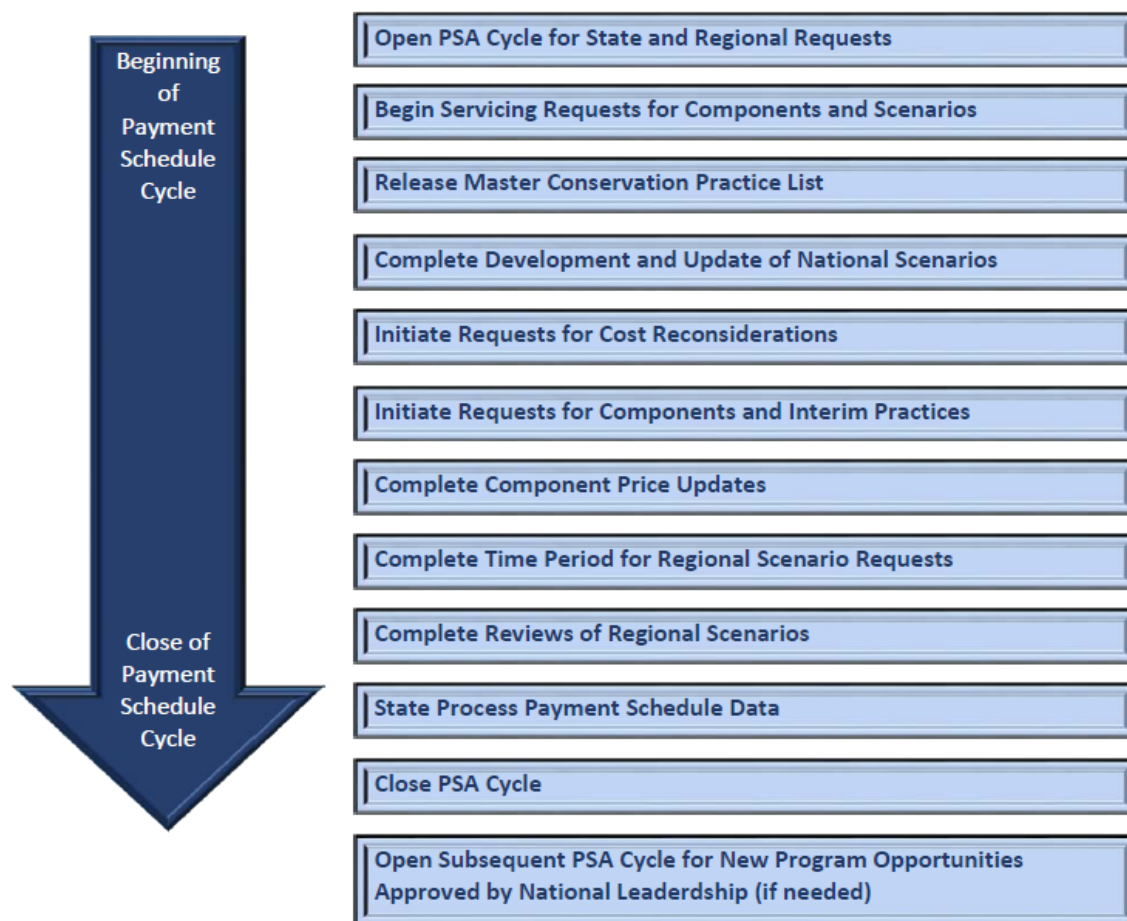 Beginning
of
Payment
Schedule
Cycle
Close of
Payment
Schedule
Cycle
Open PSA Cycle for State and Regional Requests
Begin Servicing Requests for Components and Scenarios
Release Master Conservation Practice List
Complete Development and Update of National Scenarios
Initiate Requests for Cost Reconsiderations
Initiate Requests for Components and Interim Practices
Complete Component Price Updates
Complete Time Period for Regional Scenario Requests
Complete Reviews of Regional Scenarios
State Process Payment Schedule Data
Close PSA Cycle
Open Subsequent PSA Cycle for New Program Opportunities
Approved by National Leaderdship (if needed)